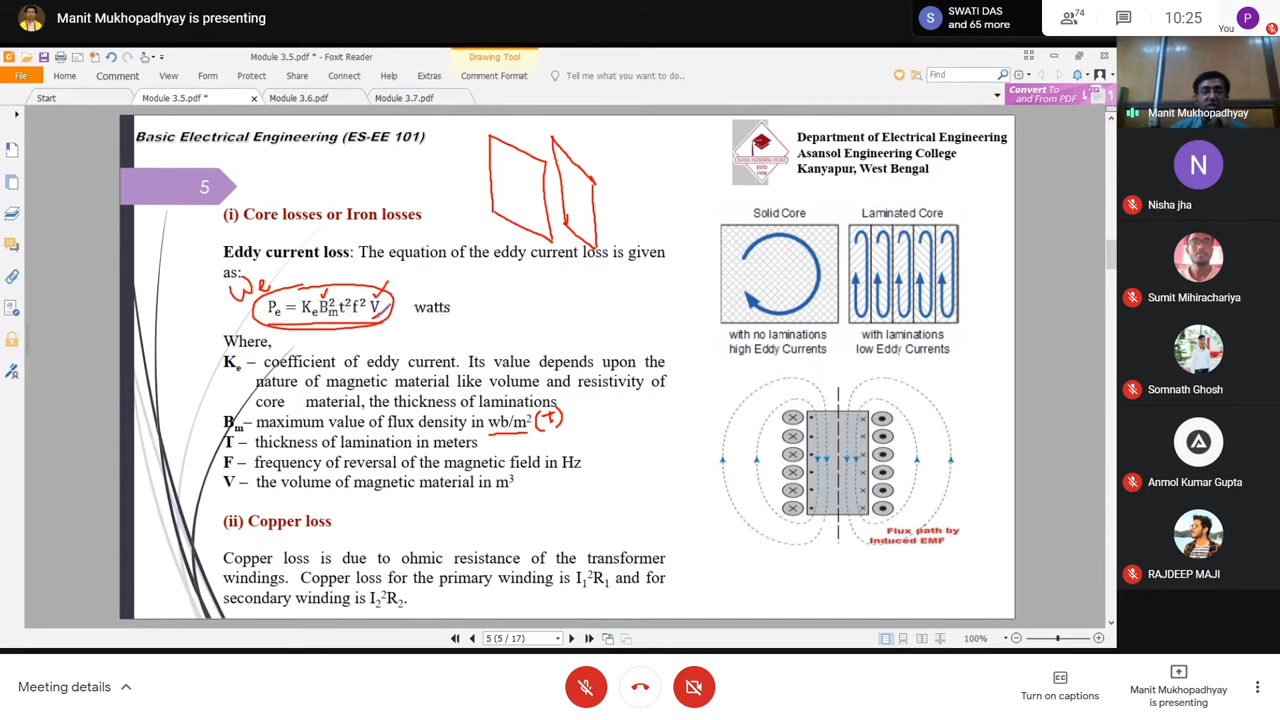 Manit Mukhopadhyay is presenting
S
SWATI DAS
and 65 more
74
10:25
You
P
Module 3.5.pdf * - Foxit Reader
Drawing Tool
File
Home
Comment
View
Form
Protect
Share
Connect
Help
Extras
Comment Format
Tell me what you want to do..
Find
Start
Module 3.5.pdf *
Module 3.6.pdf
Module 3.7.pdf
Convert To
and From PDF
Basic Electrical Engineering (ES-EE 101)
Department of Electrical Engineering
Asansol Engineering College
Kanyapur, West Bengal
5
(i) Core losses or Iron losses
Eddy current loss: The equation of the eddy current loss is given
as:
We
Pₑ = KₑBₘ²t²f² V watts
Where,
Kₑ – coefficient of eddy current. Its value depends upon the
nature of magnetic material like volume and resistivity of
core material, the thickness of laminations
Bₘ– maximum value of flux density in wb/m² (T)
T – thickness of lamination in meters
F – frequency of reversal of the magnetic field in Hz
V – the volume of magnetic material in m³
(ii) Copper loss
Copper loss is due to ohmic resistance of the transformer
windings. Copper loss for the primary winding is I₁²R₁ and for
secondary winding is I₂²R₂.
Solid Core
Laminated Core
with no laminations
high Eddy Currents
with laminations
low Eddy Currents
Flux path by
Induced EMF
5 (5 / 17)
100%
Manit Mukhopadhyay
N
Nisha jha
Sumit Mihirachariya
Somnath Ghosh
Anmol Kumar Gupta
RAJDEEP MAJI
Meeting details
Turn on captions
Manit Mukhopadhyay
is presenting